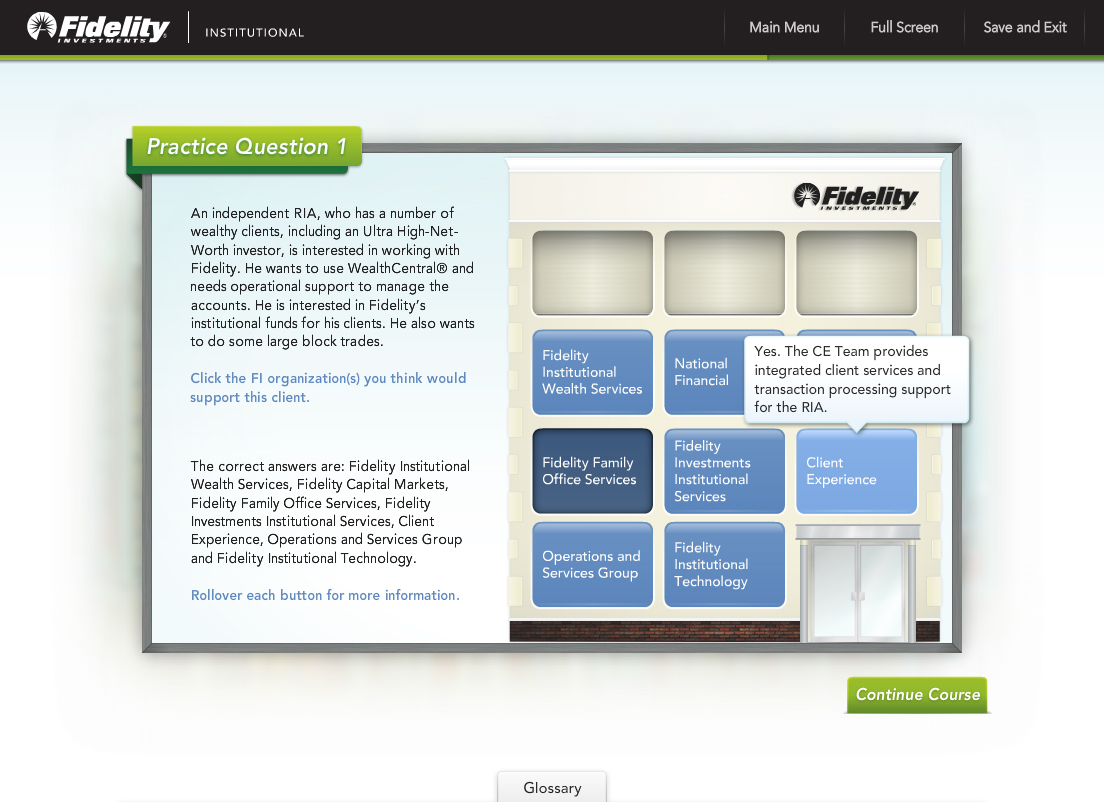 Fidelity
INVESTMENTS
INSTITUTIONAL
Main Menu
Full Screen
Save and Exit
Practice Question 1
An independent RIA, who has a number of
wealthy clients, including an Ultra High-Net-
Worth investor, is interested in working with
Fidelity. He wants to use WealthCentral® and
needs operational support to manage the
accounts. He is interested in Fidelity's
institutional funds for his clients. He also wants
to do some large block trades.
Click the FI organization(s) you think would
support this client.
The correct answers are: Fidelity Institutional
Wealth Services, Fidelity Capital Markets,
Fidelity Family Office Services, Fidelity
Investments Institutional Services, Client
Experience, Operations and Services Group
and Fidelity Institutional Technology.
Rollover each button for more information.
Fidelity
INVESTMENTS
Fidelity
Institutional
Wealth Services
National
Financial
Yes. The CE Team provides
integrated client services and
transaction processing support
for the RIA.
Fidelity Family
Office Services
Fidelity
Investments
Institutional
Services
Client
Experience
Operations and
Services Group
Fidelity
Institutional
Technology
Continue Course
Glossary